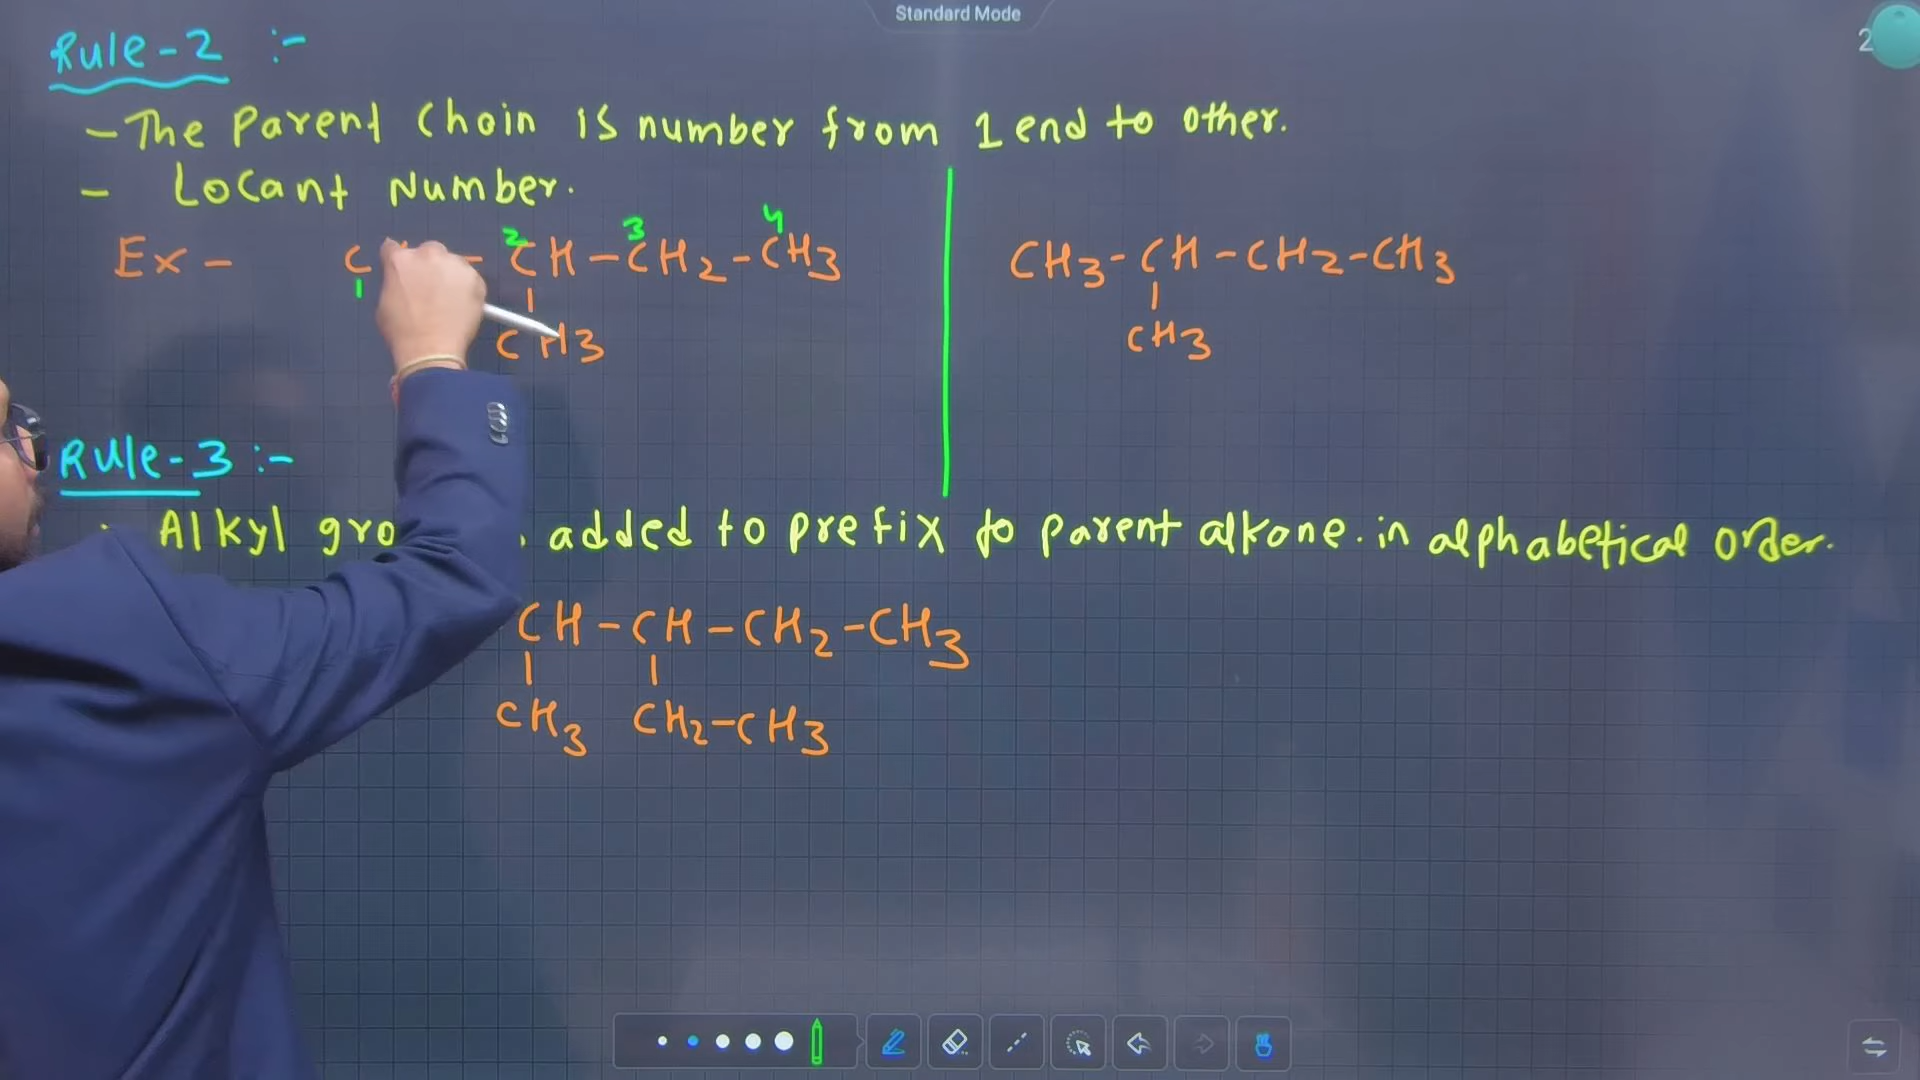 Standard Mode
2
Rule-2 :-
- The Parent Chain is number from 1 end to other.
- Locant Number.
2 3 4
Ex - C - CH - CH2 - CH3
1
CH3
CH3 - CH - CH2 - CH3
CH3
Rule-3 :-
Alkyl added to prefix to parent alkane. in alphabetical order.
CH - CH - CH2 - CH3
CH3 CH2 - CH3